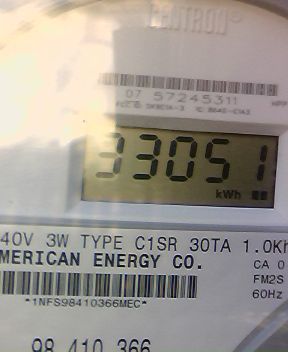 CENTRON®
07 57245311
33051
kWh
40V 3W TYPE C1SR 30TA 1.0Kh
MERICAN ENERGY CO.
CA 0
FM2S
60Hz
*1NFS98410366MEC*
98 410 366